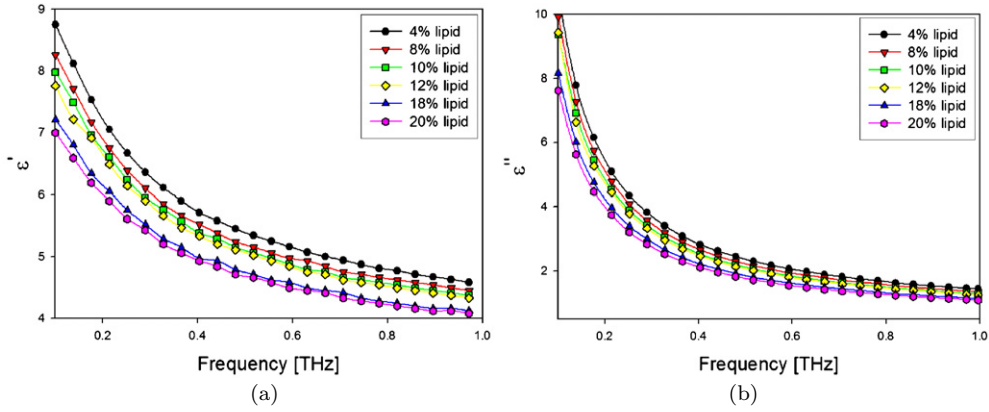 9
8
7
6
5
4
ε'
0.2 0.4 0.6 0.8 1.0
Frequency [THz]
4% lipid
8% lipid
10% lipid
12% lipid
18% lipid
20% lipid
(a)
10
8
6
4
2
ε''
0.2 0.4 0.6 0.8 1.0
Frequency [THz]
4% lipid
8% lipid
10% lipid
12% lipid
18% lipid
20% lipid
(b)